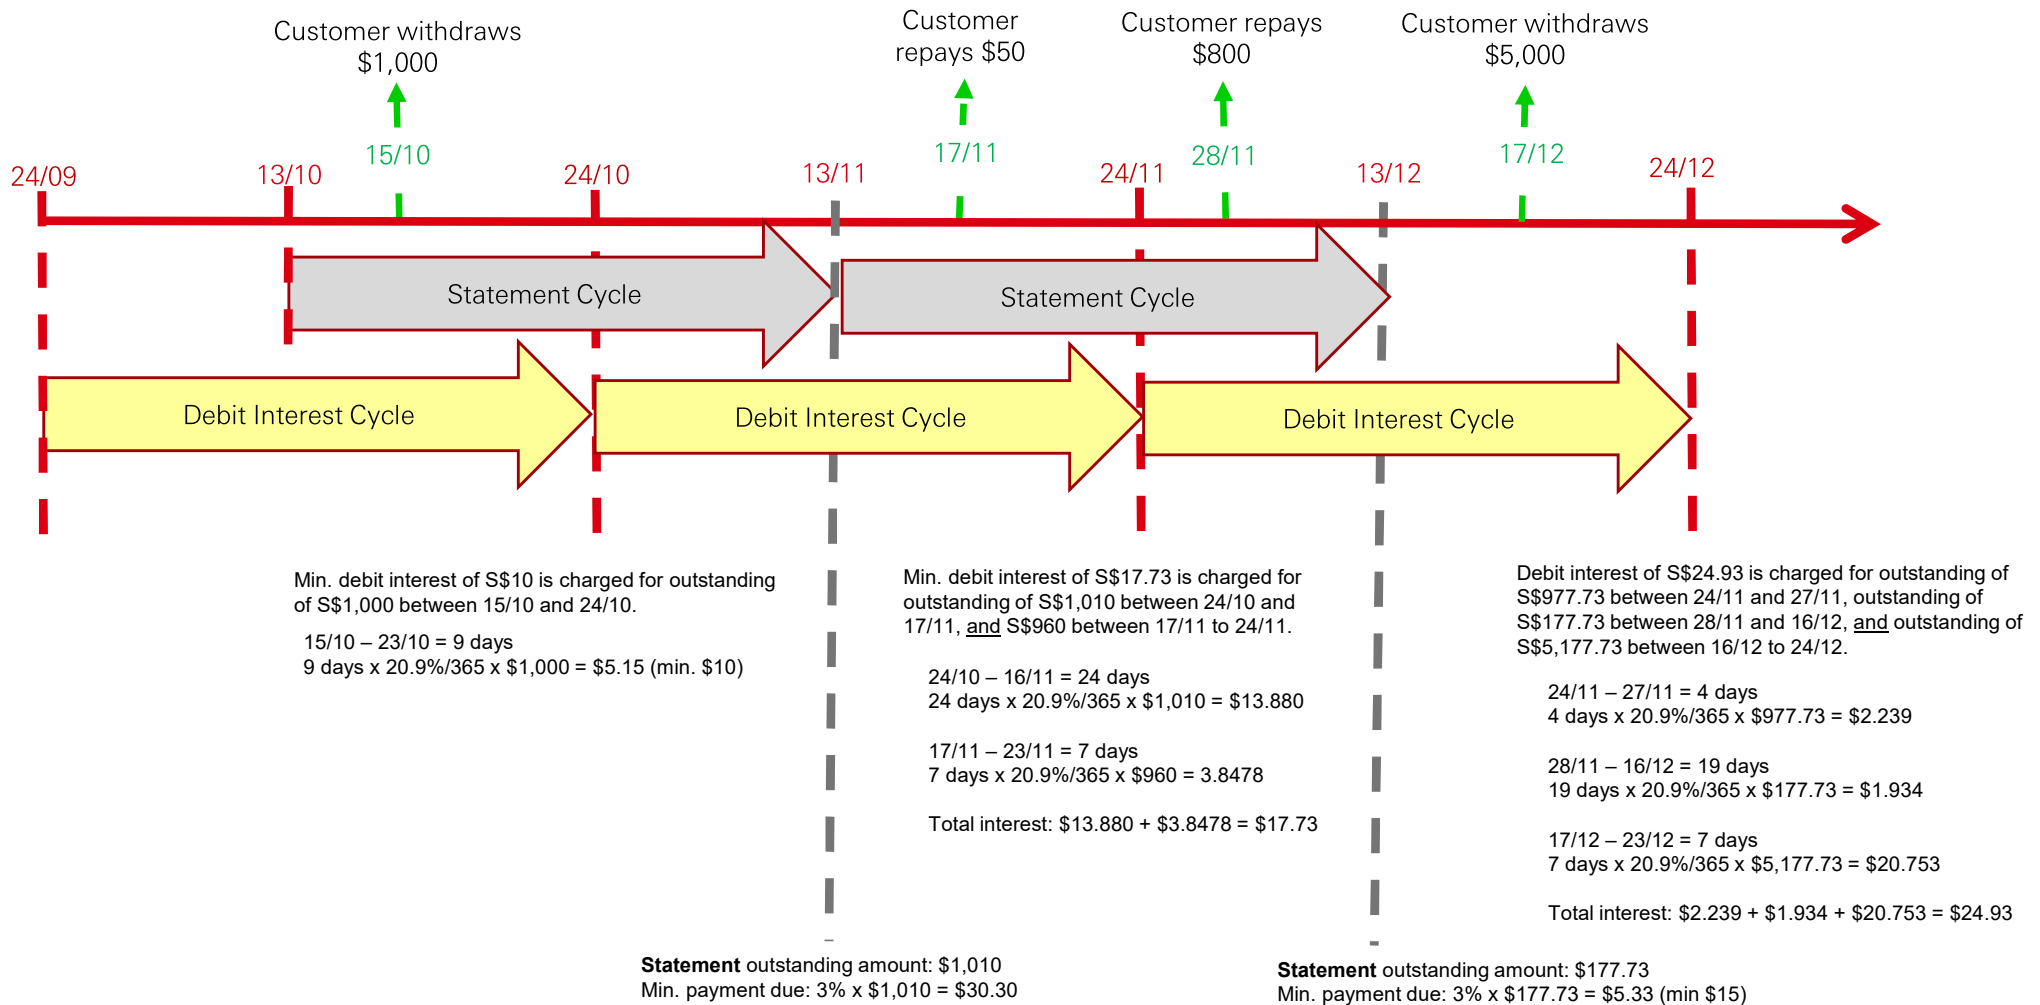 Customer withdraws
$1,000
Customer
repays $50
Customer repays
$800
Customer withdraws
$5,000
15/10
17/11
28/11
17/12
24/09
13/10
24/10
13/11
24/11
13/12
24/12
Statement Cycle
Statement Cycle
Debit Interest Cycle
Debit Interest Cycle
Debit Interest Cycle
Min. debit interest of S$10 is charged for outstanding
of S$1,000 between 15/10 and 24/10.
15/10 – 23/10 = 9 days
9 days x 20.9%/365 x $1,000 = $5.15 (min. $10)
Min. debit interest of S$17.73 is charged for
outstanding of S$1,010 between 24/10 and
17/11, and S$960 between 17/11 to 24/11.
24/10 – 16/11 = 24 days
24 days x 20.9%/365 x $1,010 = $13.880
17/11 – 23/11 = 7 days
7 days x 20.9%/365 x $960 = 3.8478
Total interest: $13.880 + $3.8478 = $17.73
Debit interest of S$24.93 is charged for outstanding of
S$977.73 between 24/11 and 27/11, outstanding of
S$177.73 between 28/11 and 16/12, and outstanding of
S$5,177.73 between 16/12 to 24/12.
24/11 – 27/11 = 4 days
4 days x 20.9%/365 x $977.73 = $2.239
28/11 – 16/12 = 19 days
19 days x 20.9%/365 x $177.73 = $1.934
17/12 – 23/12 = 7 days
7 days x 20.9%/365 x $5,177.73 = $20.753
Total interest: $2.239 + $1.934 + $20.753 = $24.93
Statement outstanding amount: $1,010
Min. payment due: 3% x $1,010 = $30.30
Statement outstanding amount: $177.73
Min. payment due: 3% x $177.73 = $5.33 (min $15)